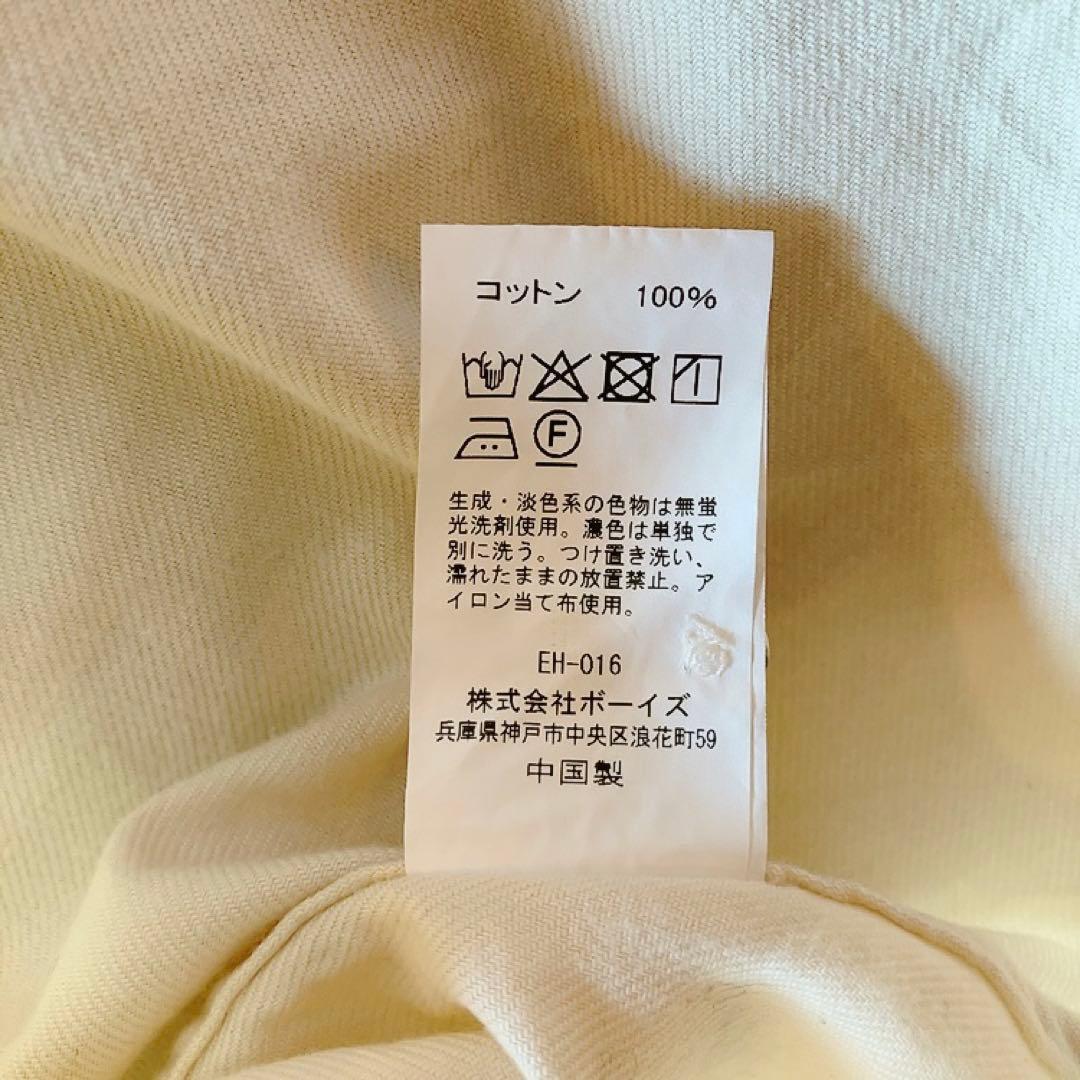 コットン 100%
F
生成・淡色系の色物は無蛍
光洗剤使用。濃色は単独で
別に洗う。つけ置き洗い、
濡れたままの放置禁止。ア
イロン当て布使用。
EH-016
株式会社ボーイズ
兵庫県神戸市中央区浪花町59
中国製